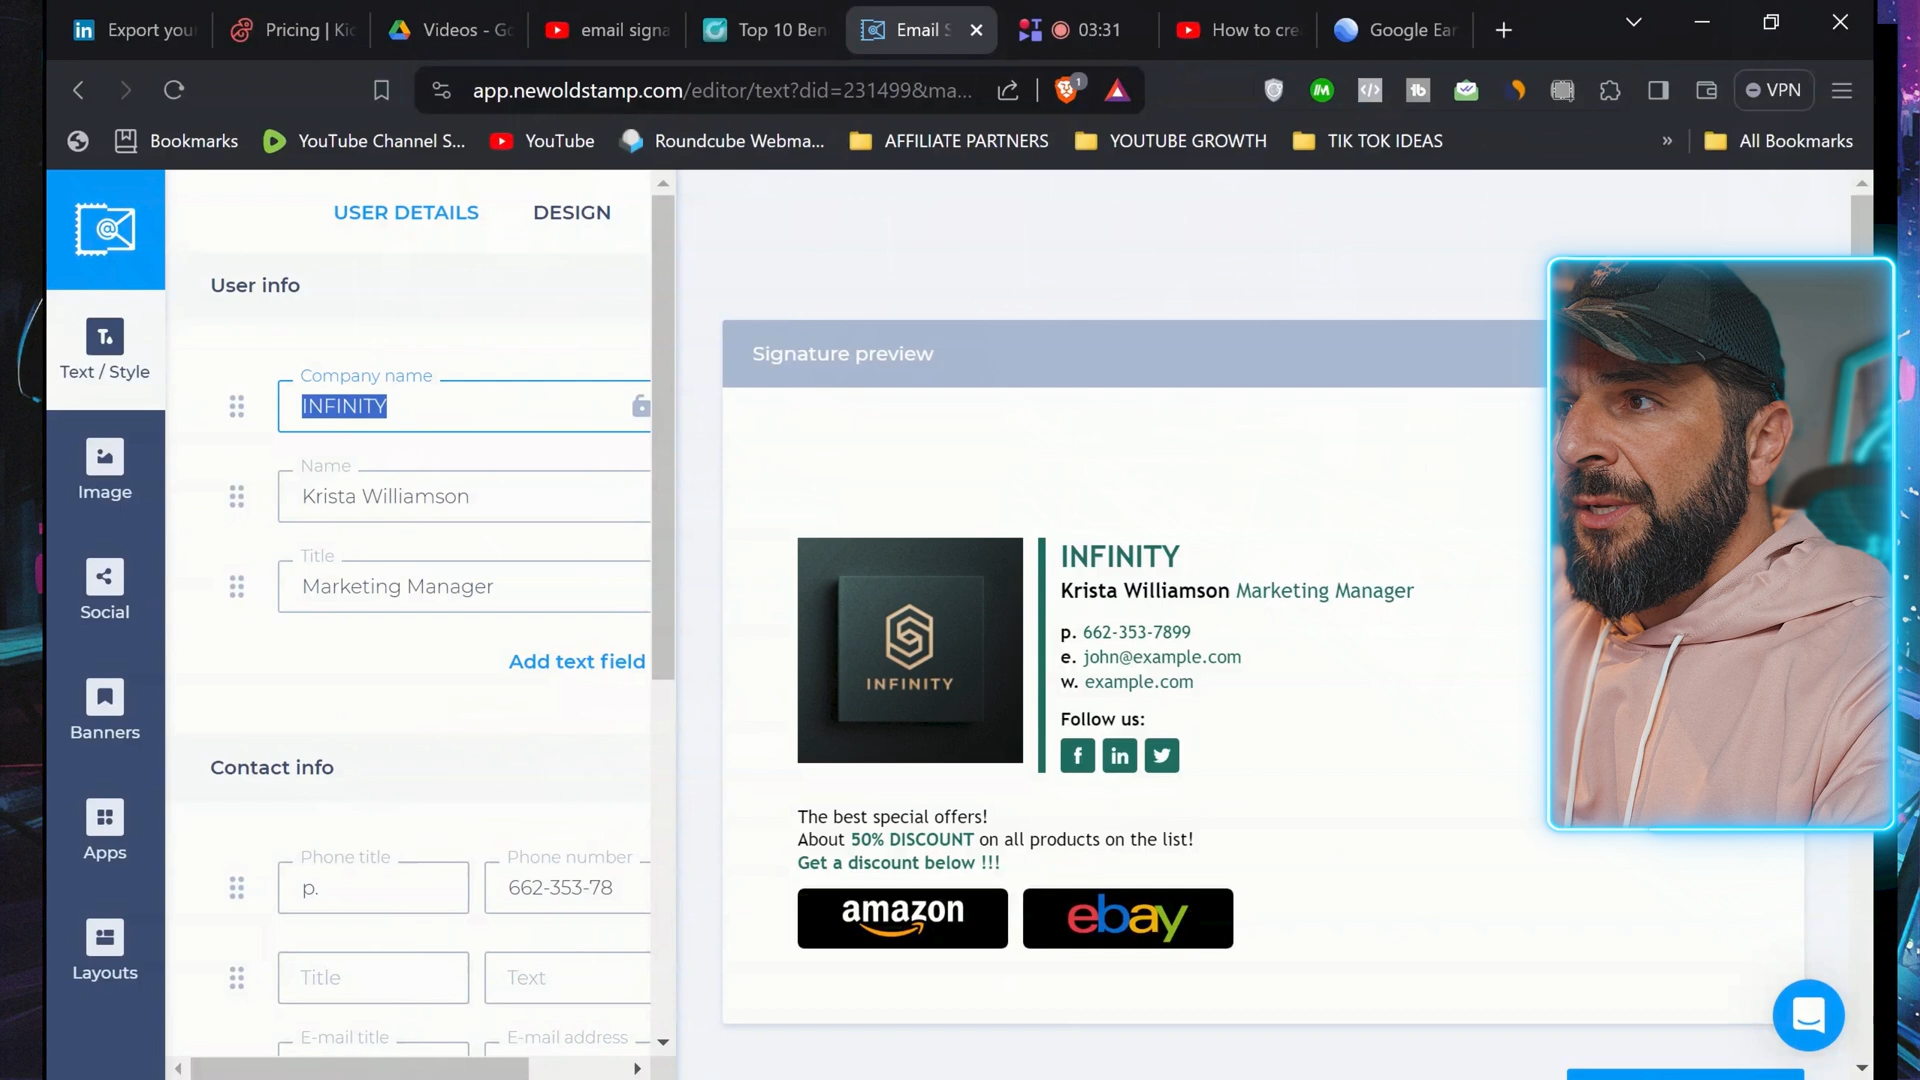 Export you
Pricing | Ki
Videos - Go
email signa
Top 10 Ben
Email S
03:31
How to cre
Google Ear
app.newoldstamp.com/editor/text?did=231499&ma...
1
VPN
Bookmarks
YouTube Channel S...
YouTube
Roundcube Webma...
AFFILIATE PARTNERS
YOUTUBE GROWTH
TIK TOK IDEAS
»
All Bookmarks
Text / Style
Image
Social
Banners
Apps
Layouts
USER DETAILS
DESIGN
User info
Company name
INFINITY
Name
Krista Williamson
Title
Marketing Manager
Add text field
Contact info
Phone title
p.
Phone number
662-353-78
Title
Text
E-mail title
E-mail address
Signature preview
INFINITY
INFINITY
Krista Williamson Marketing Manager
p. 662-353-7899
e. john@example.com
w. example.com
Follow us:
The best special offers!
About 50% DISCOUNT on all products on the list!
Get a discount below !!!
amazon
ebay